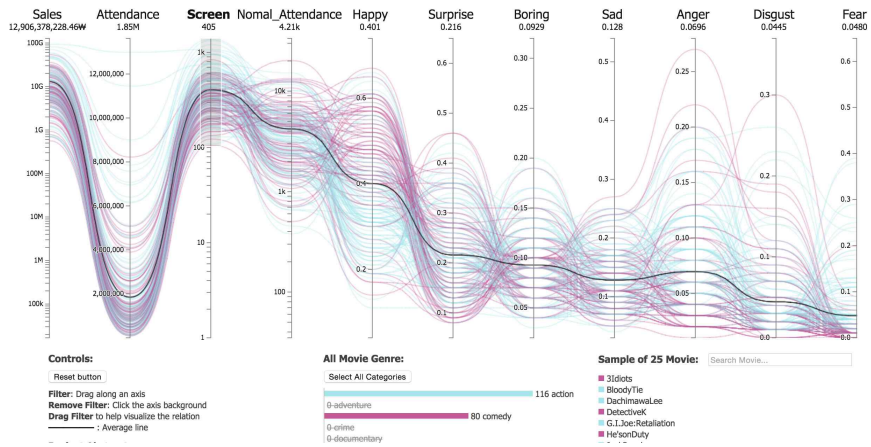 Sales Attendance Screen Nomal_Attendance Happy Surprise Boring Sad Anger Disgust Fear
12,906,378,228.46₩ 1.85M 405 4.21k 0.401 0.216 0.0929 0.128 0.0696 0.0445 0.0480
100G
10G
1G
100M
10M
1M
100k
12,000,000
10,000,000
8,000,000
6,000,000
4,000,000
2,000,000
1k
100
10
1
10k
1k
100
0.6
0.4
0.2
0.6
0.5
0.4
0.3
0.2
0.1
0.30
0.25
0.20
0.15
0.10
0.05
0.5
0.4
0.3
0.2
0.1
0.25
0.20
0.15
0.10
0.05
0.3
0.2
0.1
0.0
0.6
0.5
0.4
0.3
0.2
0.1
0.0
Controls:
Reset button
Filter: Drag along an axis
Remove Filter: Click the axis background
Drag Filter to help visualize the relation
: Average line
All Movie Genre:
Select All Categories
116 action
0 adventure
80 comedy
0 crime
0 documentary
Sample of 25 Movie: Search Movie...
3Idiots
BloodyTie
DachimawaLee
DetectiveK
G.I.Joe:Retaliation
He'sonDuty